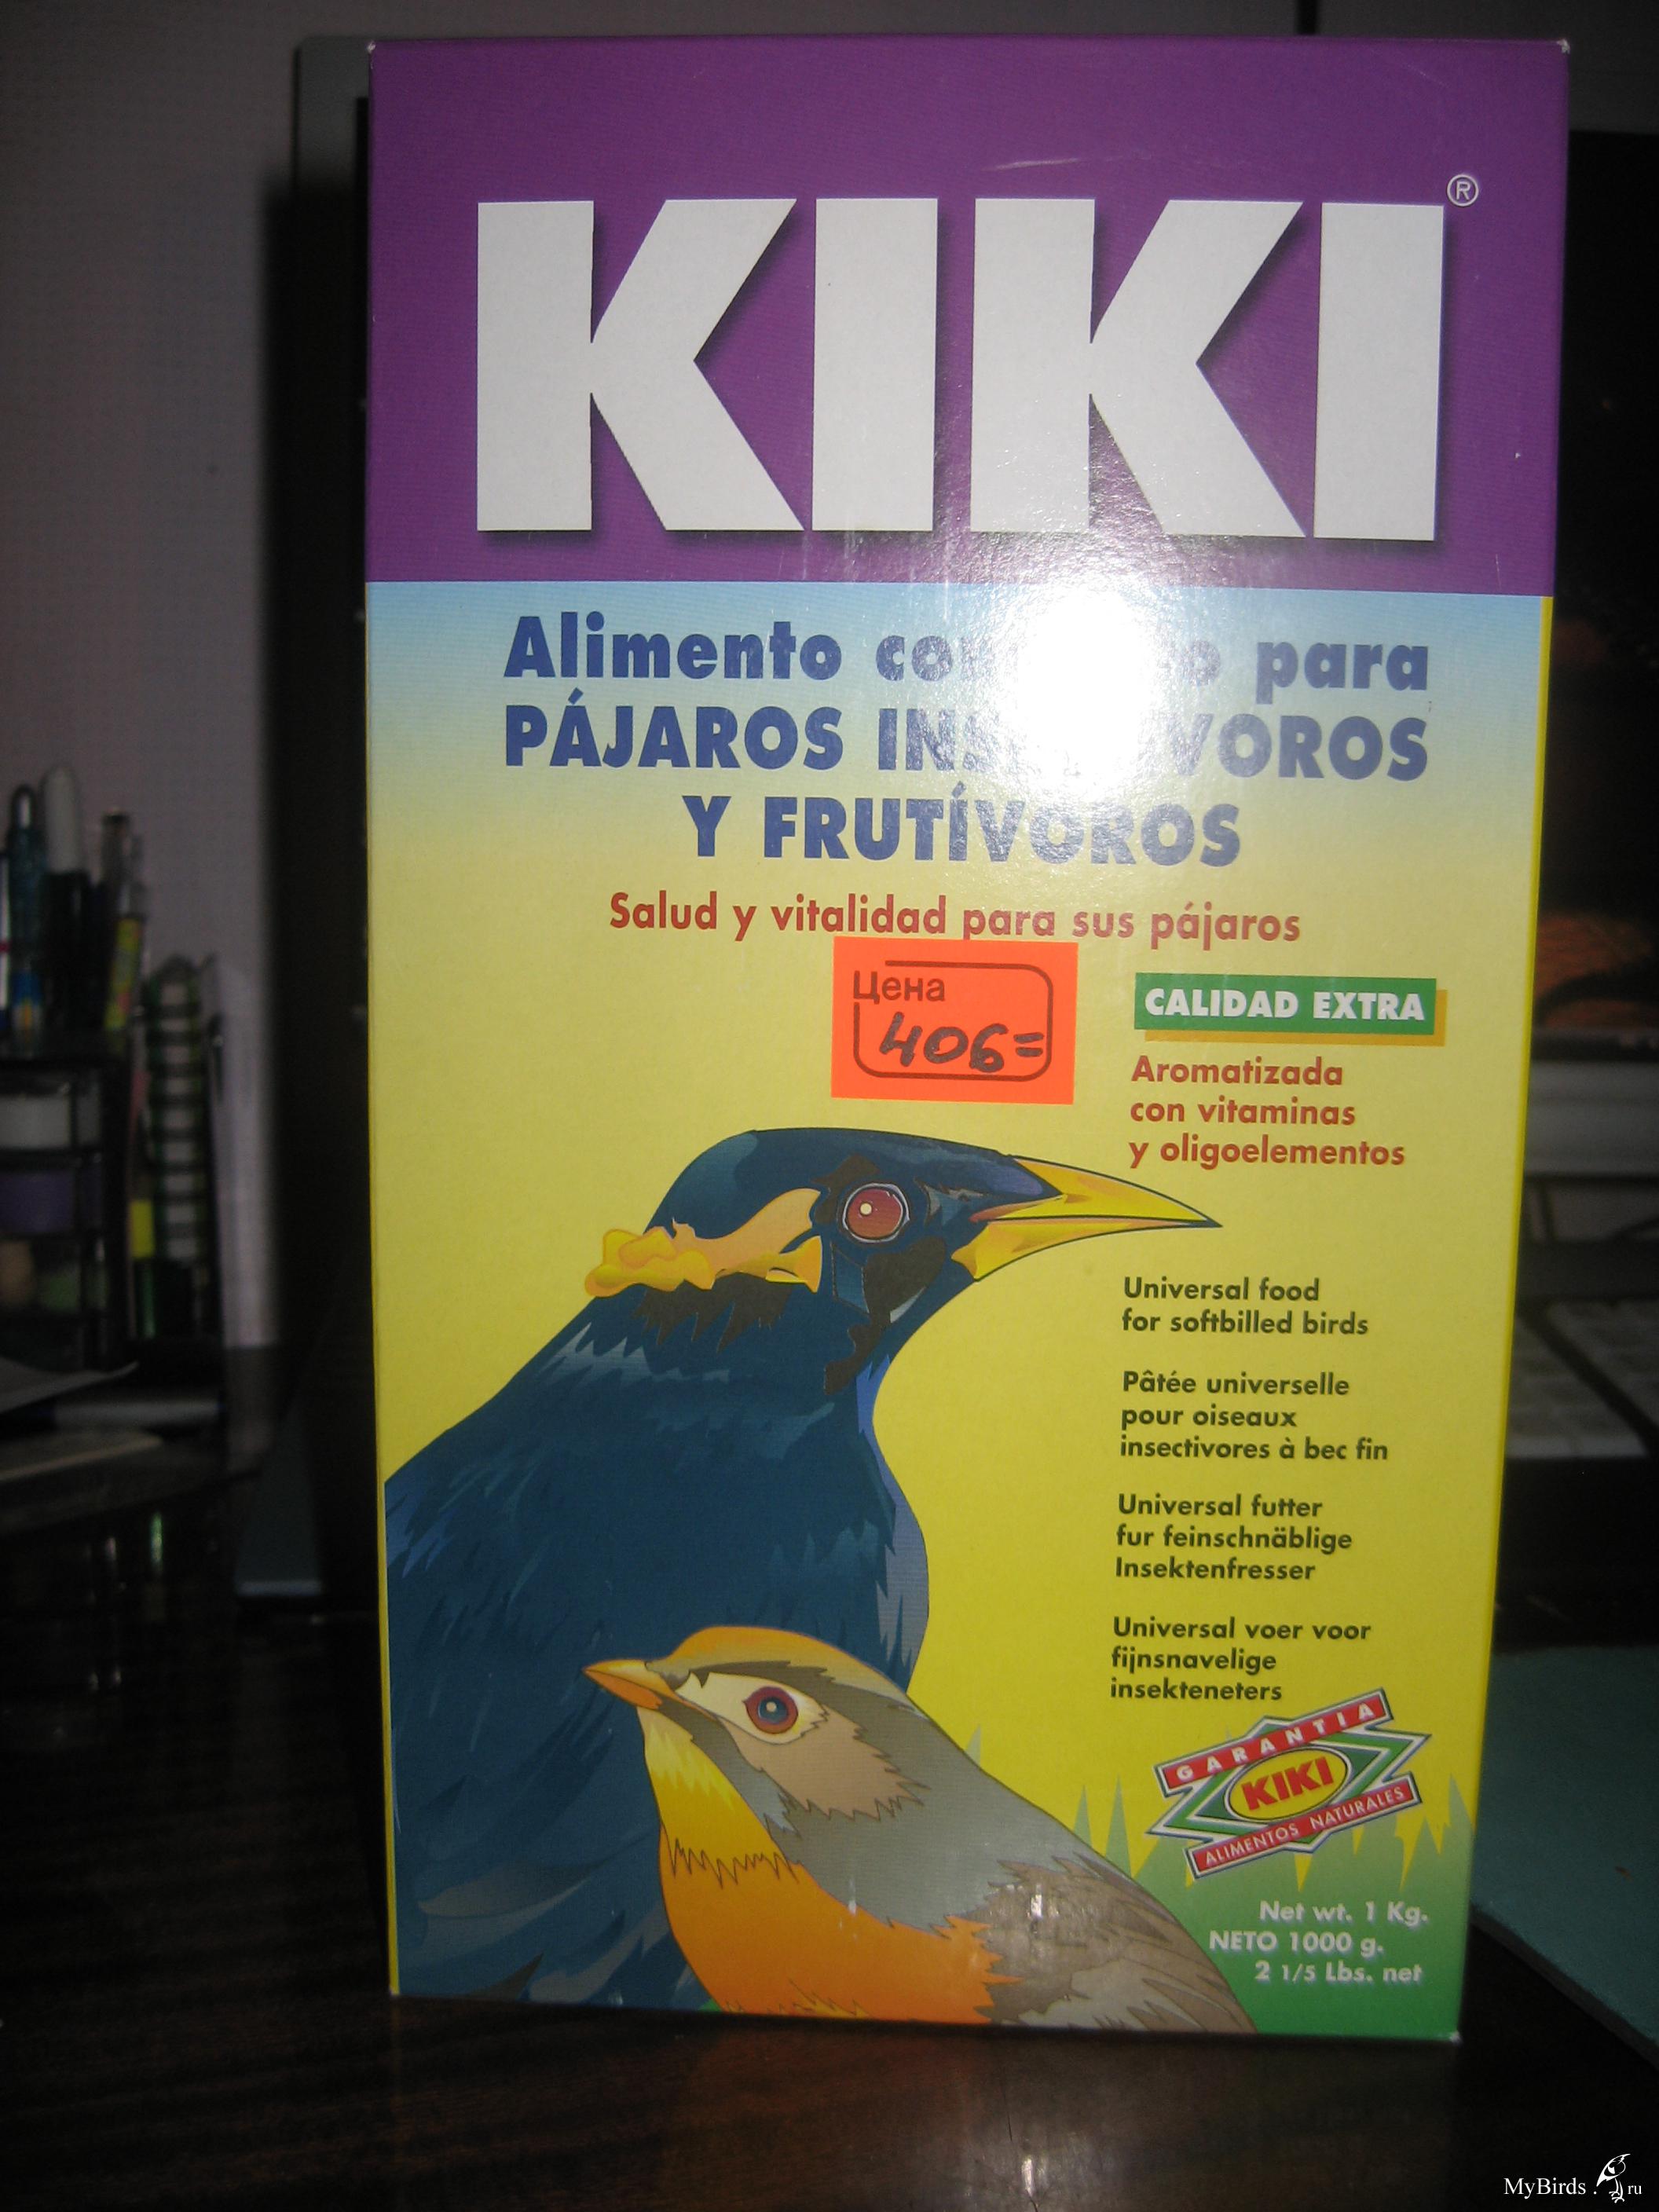 KIKI®
Alimento para
PÁJAROS
Y FRUTÍVOROS
Salud y vitalidad para sus pájaros
Цена
406=
CALIDAD EXTRA
Aromatizada
con vitaminas
y oligoelementos
Universal food
for softbilled birds
Pâtée universelle
pour oiseaux
insectivores à bec fin
Universal futter
fur feinschnäblige
Insektenfresser
Universal voer voor
fijnsnavelige
insekteneters
GARANTIA
KIKI
ALIMENTOS NATURALES
Net wt. 1 Kg.
NETO 1000 g.
2 1/5 Lbs. net
MyBirds.ru